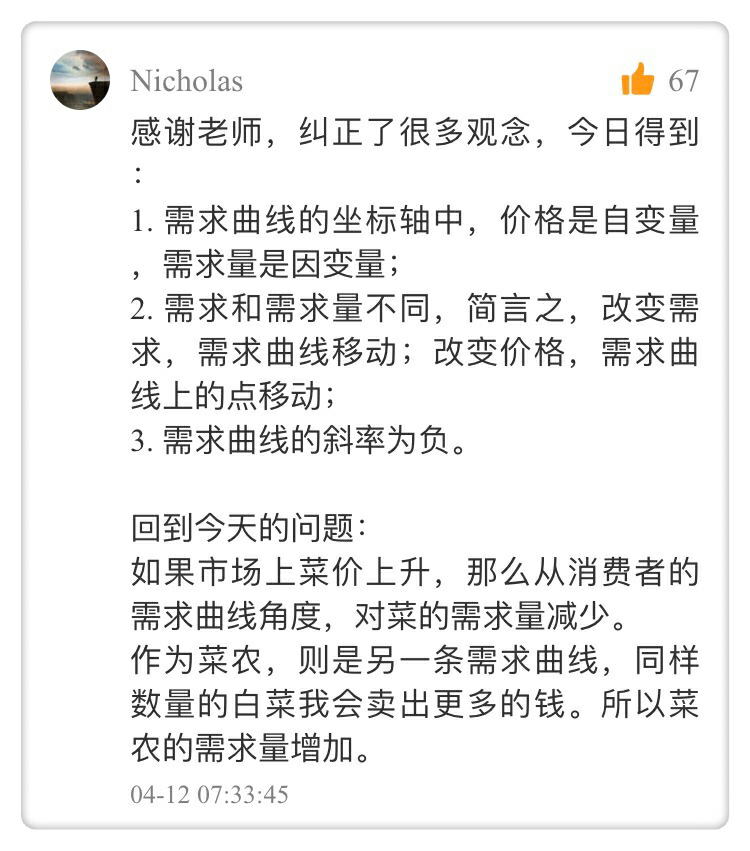 Nicholas
67
感谢老师，纠正了很多观念，今日得到
：
1. 需求曲线的坐标轴中，价格是自变量
，需求量是因变量；
2. 需求和需求量不同，简言之，改变需
求，需求曲线移动；改变价格，需求曲
线上的点移动；
3. 需求曲线的斜率为负。
回到今天的问题：
如果市场上菜价上升，那么从消费者的
需求曲线角度，对菜的需求量减少。
作为菜农，则是另一条需求曲线，同样
数量的白菜我会卖出更多的钱。所以菜
农的需求量增加。
04-12 07:33:45